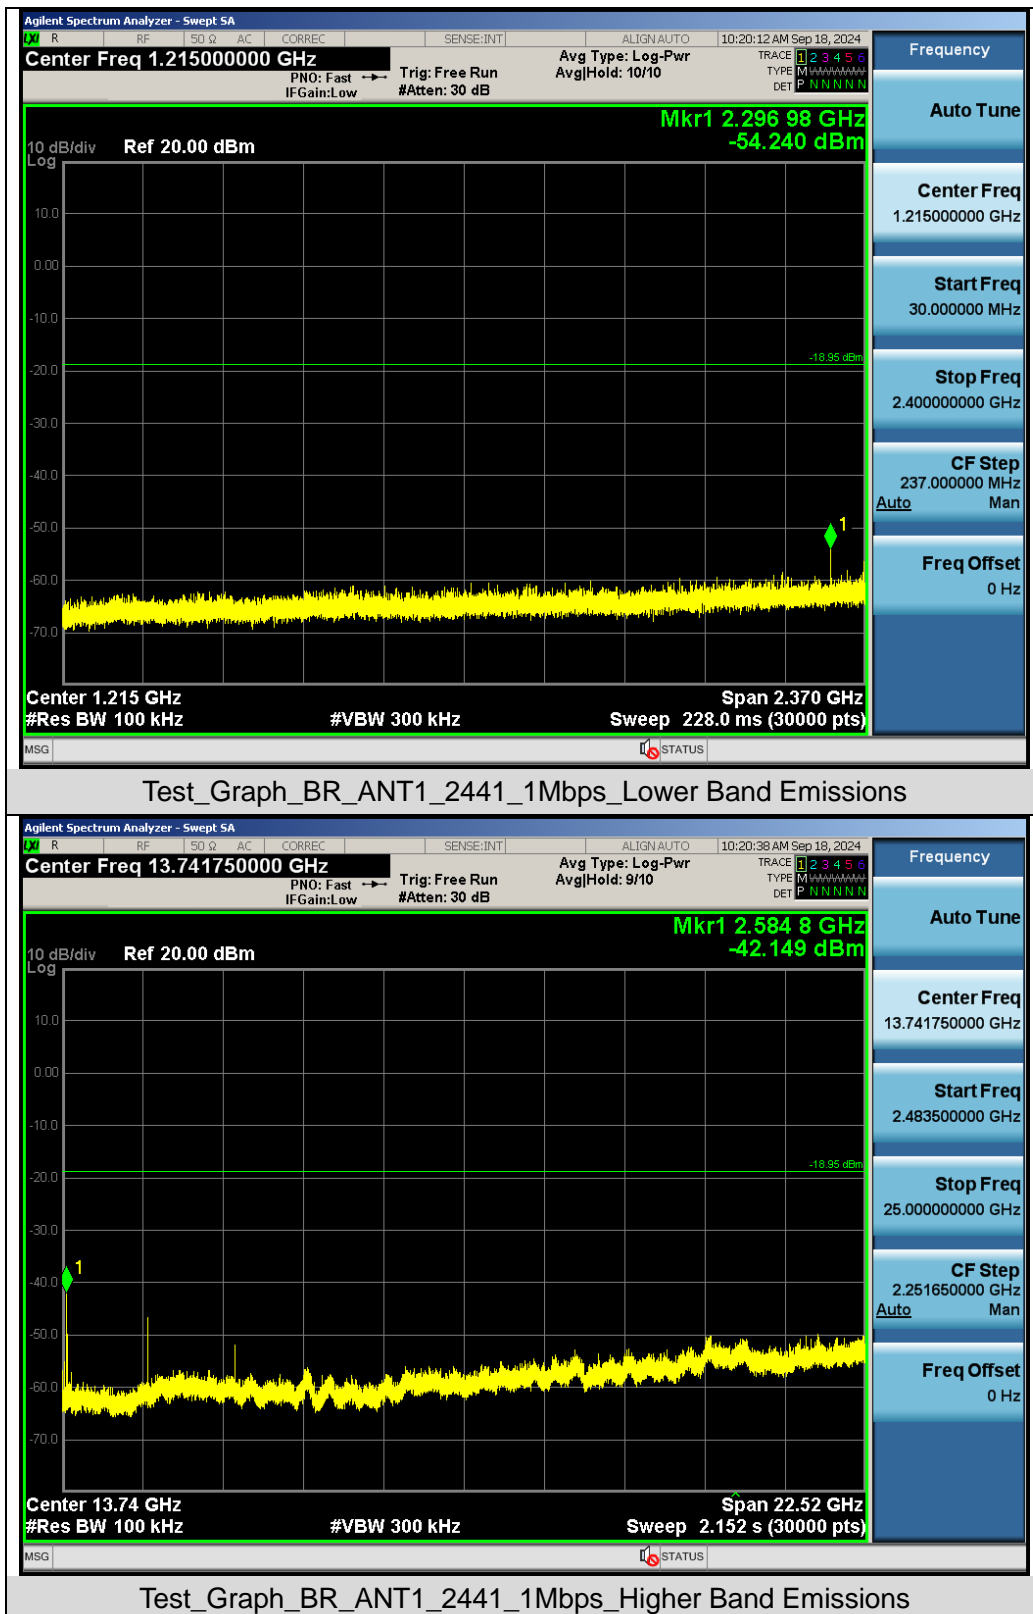 Agilent Spectrum Analyzer - Swept SA
LXI R RF 50 Ω AC CORREC SENSE:INT ALIGN AUTO 10:20:12 AM Sep 18, 2024
Center Freq 1.215000000 GHz
PNO: Fast
IFGain:Low
Trig: Free Run
#Atten: 30 dB
Avg Type: Log-Pwr
Avg|Hold: 10/10
TRACE 1 2 3 4 5 6
TYPE M
DET P N N N N N
Mkr1 2.296 98 GHz
-54.240 dBm
10 dB/div
Log
Ref 20.00 dBm
10.0
0.00
-10.0
-18.95 dBm
-20.0
-30.0
-40.0
-50.0
1
-60.0
-70.0
Center 1.215 GHz
Span 2.370 GHz
#Res BW 100 kHz
#VBW 300 kHz
Sweep 228.0 ms (30000 pts)
MSG
STATUS
Frequency
Auto Tune
Center Freq
1.215000000 GHz
Start Freq
30.000000 MHz
Stop Freq
2.400000000 GHz
CF Step
237.000000 MHz
Auto Man
Freq Offset
0 Hz
Test_Graph_BR_ANT1_2441_1Mbps_Lower Band Emissions
Agilent Spectrum Analyzer - Swept SA
LXI R RF 50 Ω AC CORREC SENSE:INT ALIGN AUTO 10:20:38 AM Sep 18, 2024
Center Freq 13.741750000 GHz
PNO: Fast
IFGain:Low
Trig: Free Run
#Atten: 30 dB
Avg Type: Log-Pwr
Avg|Hold: 9/10
TRACE 1 2 3 4 5 6
TYPE M
DET P N N N N N
Mkr1 2.584 8 GHz
-42.149 dBm
10 dB/div
Log
Ref 20.00 dBm
10.0
0.00
-10.0
-18.95 dBm
-20.0
-30.0
1
-40.0
-50.0
-60.0
-70.0
Center 13.74 GHz
Span 22.52 GHz
#Res BW 100 kHz
#VBW 300 kHz
Sweep 2.152 s (30000 pts)
MSG
STATUS
Frequency
Auto Tune
Center Freq
13.741750000 GHz
Start Freq
2.483500000 GHz
Stop Freq
25.000000000 GHz
CF Step
2.251650000 GHz
Auto Man
Freq Offset
0 Hz
Test_Graph_BR_ANT1_2441_1Mbps_Higher Band Emissions